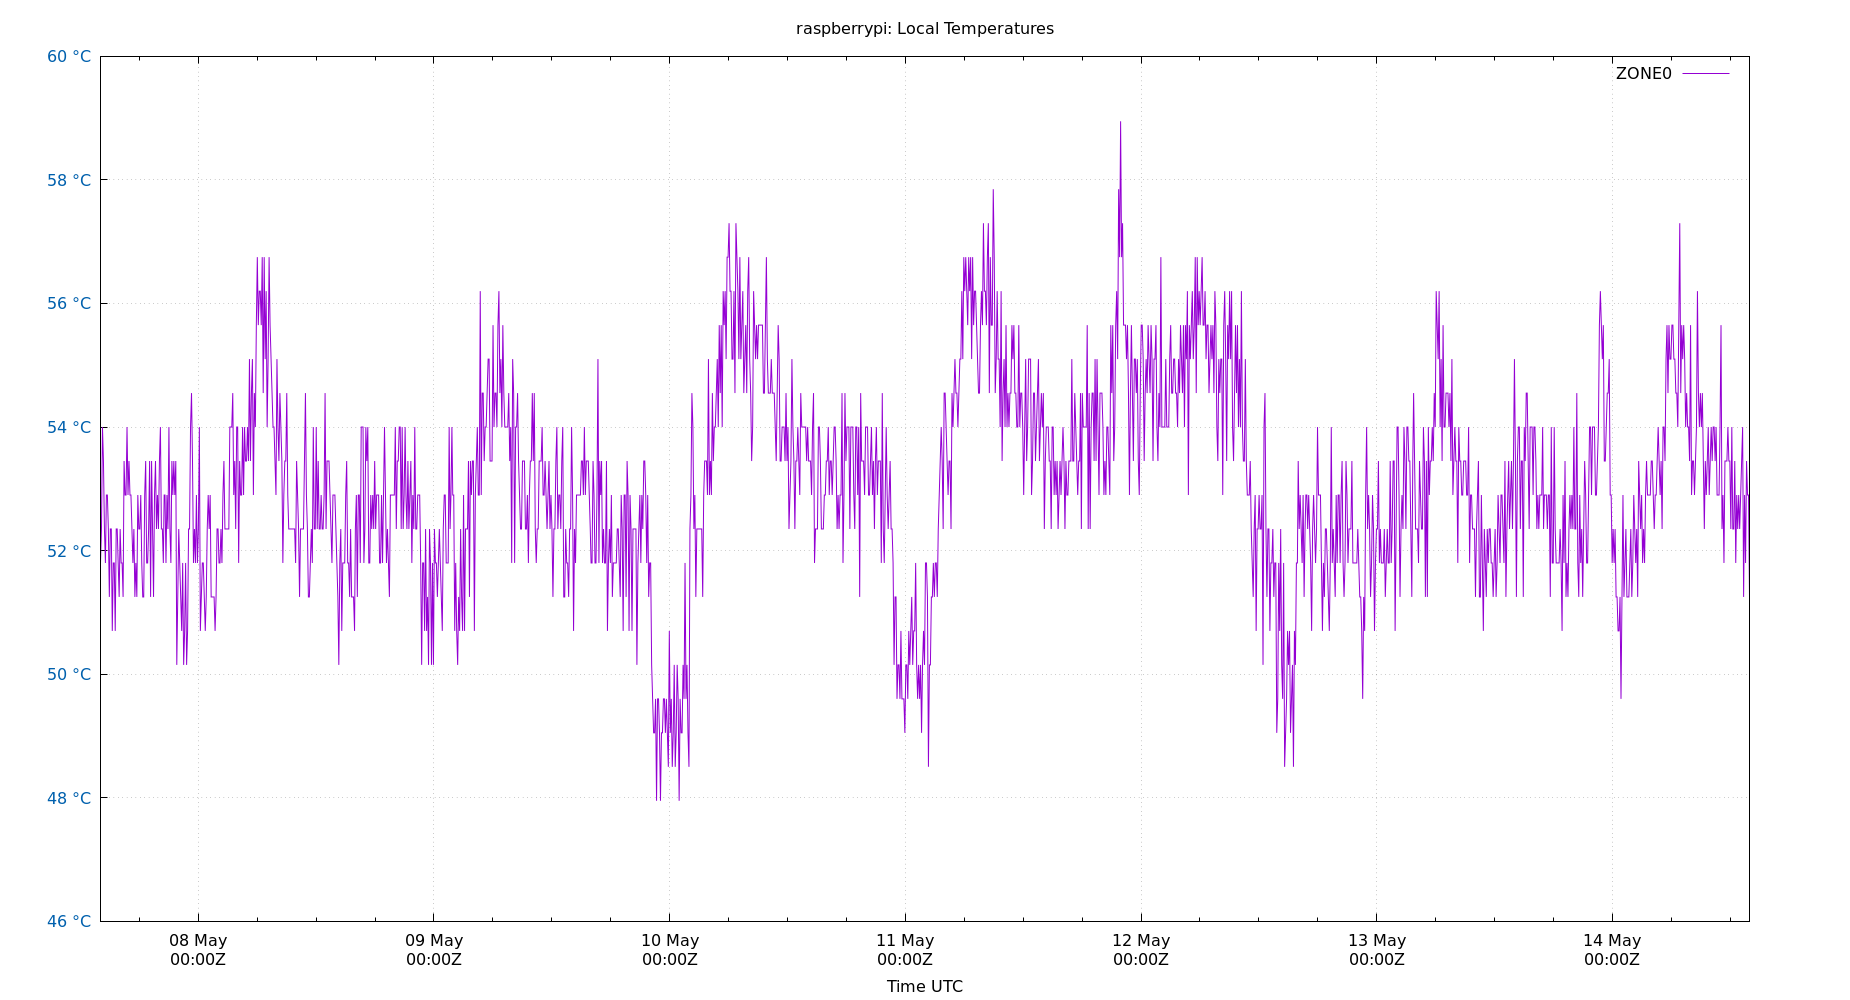 raspberrypi: Local Temperatures
60 °C
ZONE0
58 °C
56 °C
54 °C
52 °C
50 °C
48 °C
46 °C
08 May 09 May 10 May 11 May 12 May 13 May 14 May
00:00Z 00:00Z 00:00Z 00:00Z 00:00Z 00:00Z 00:00Z
Time UTC